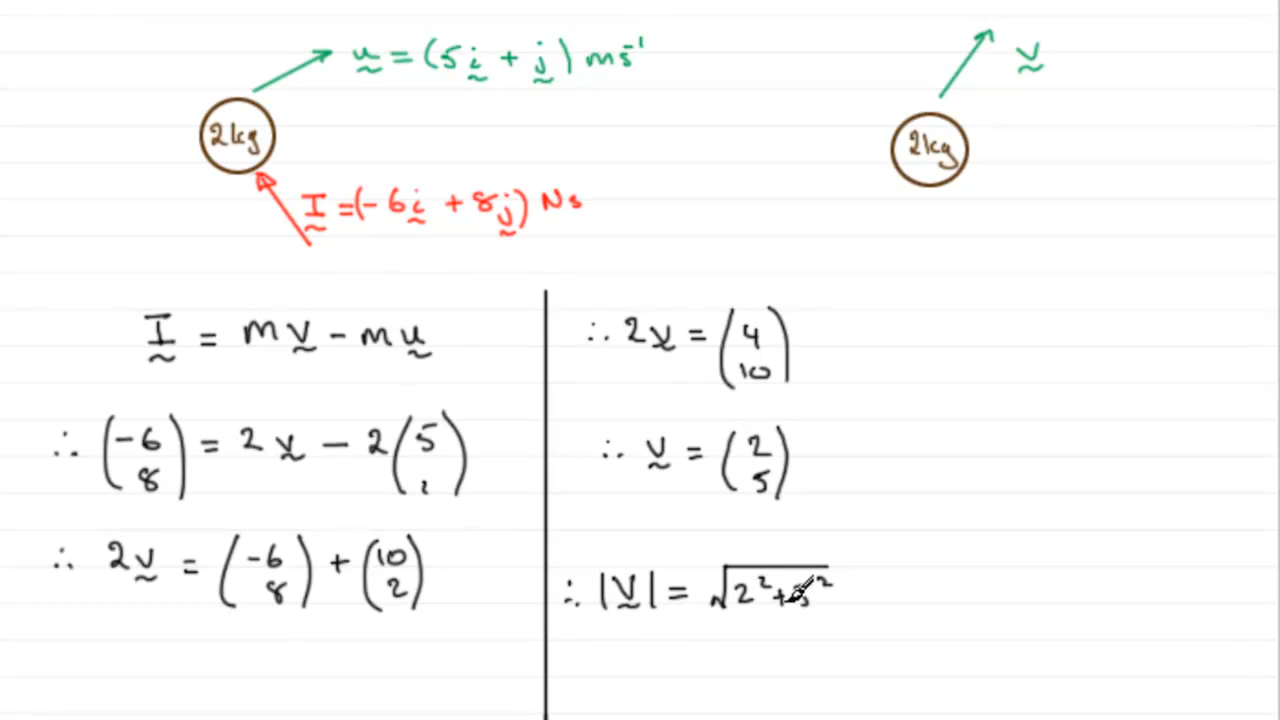 u = (5i + j) ms⁻¹
v
2kg
2kg
I = (-6i + 8j) Ns
I = mv - mu
∴ (-6 8) = 2v - 2(5 1)
∴ 2v = (-6 8) + (10 2)
∴ 2v = (4 10)
∴ v = (2 5)
∴ |v| = √2² + 5²